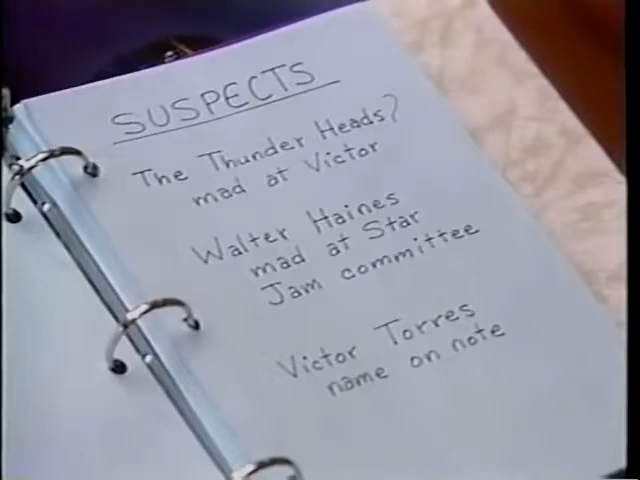 SUSPECTS
The Thunder Heads?
mad at Victor
Walter Haines
mad at Star
Jam committee
Victor Torres
name on note